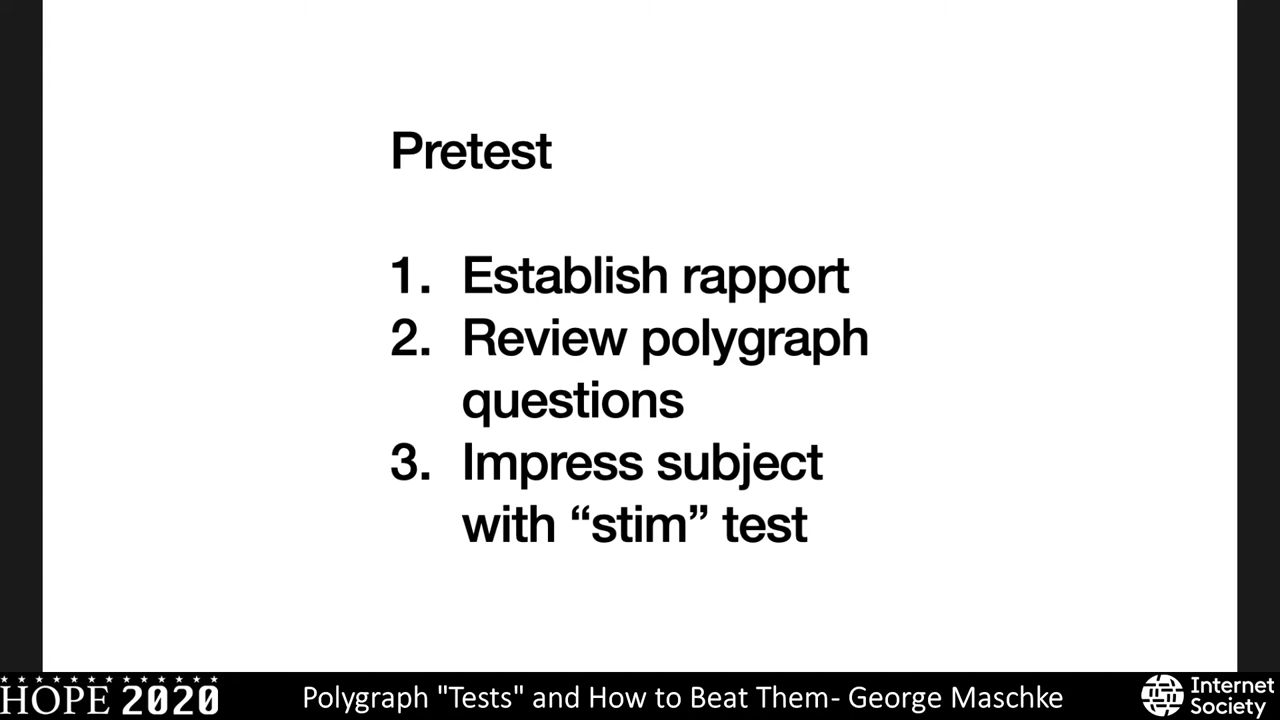 Pretest
1. Establish rapport
2. Review polygraph
questions
3. Impress subject
with “stim” test
HOPE 2020
Polygraph "Tests" and How to Beat Them- George Maschke
Internet
Society